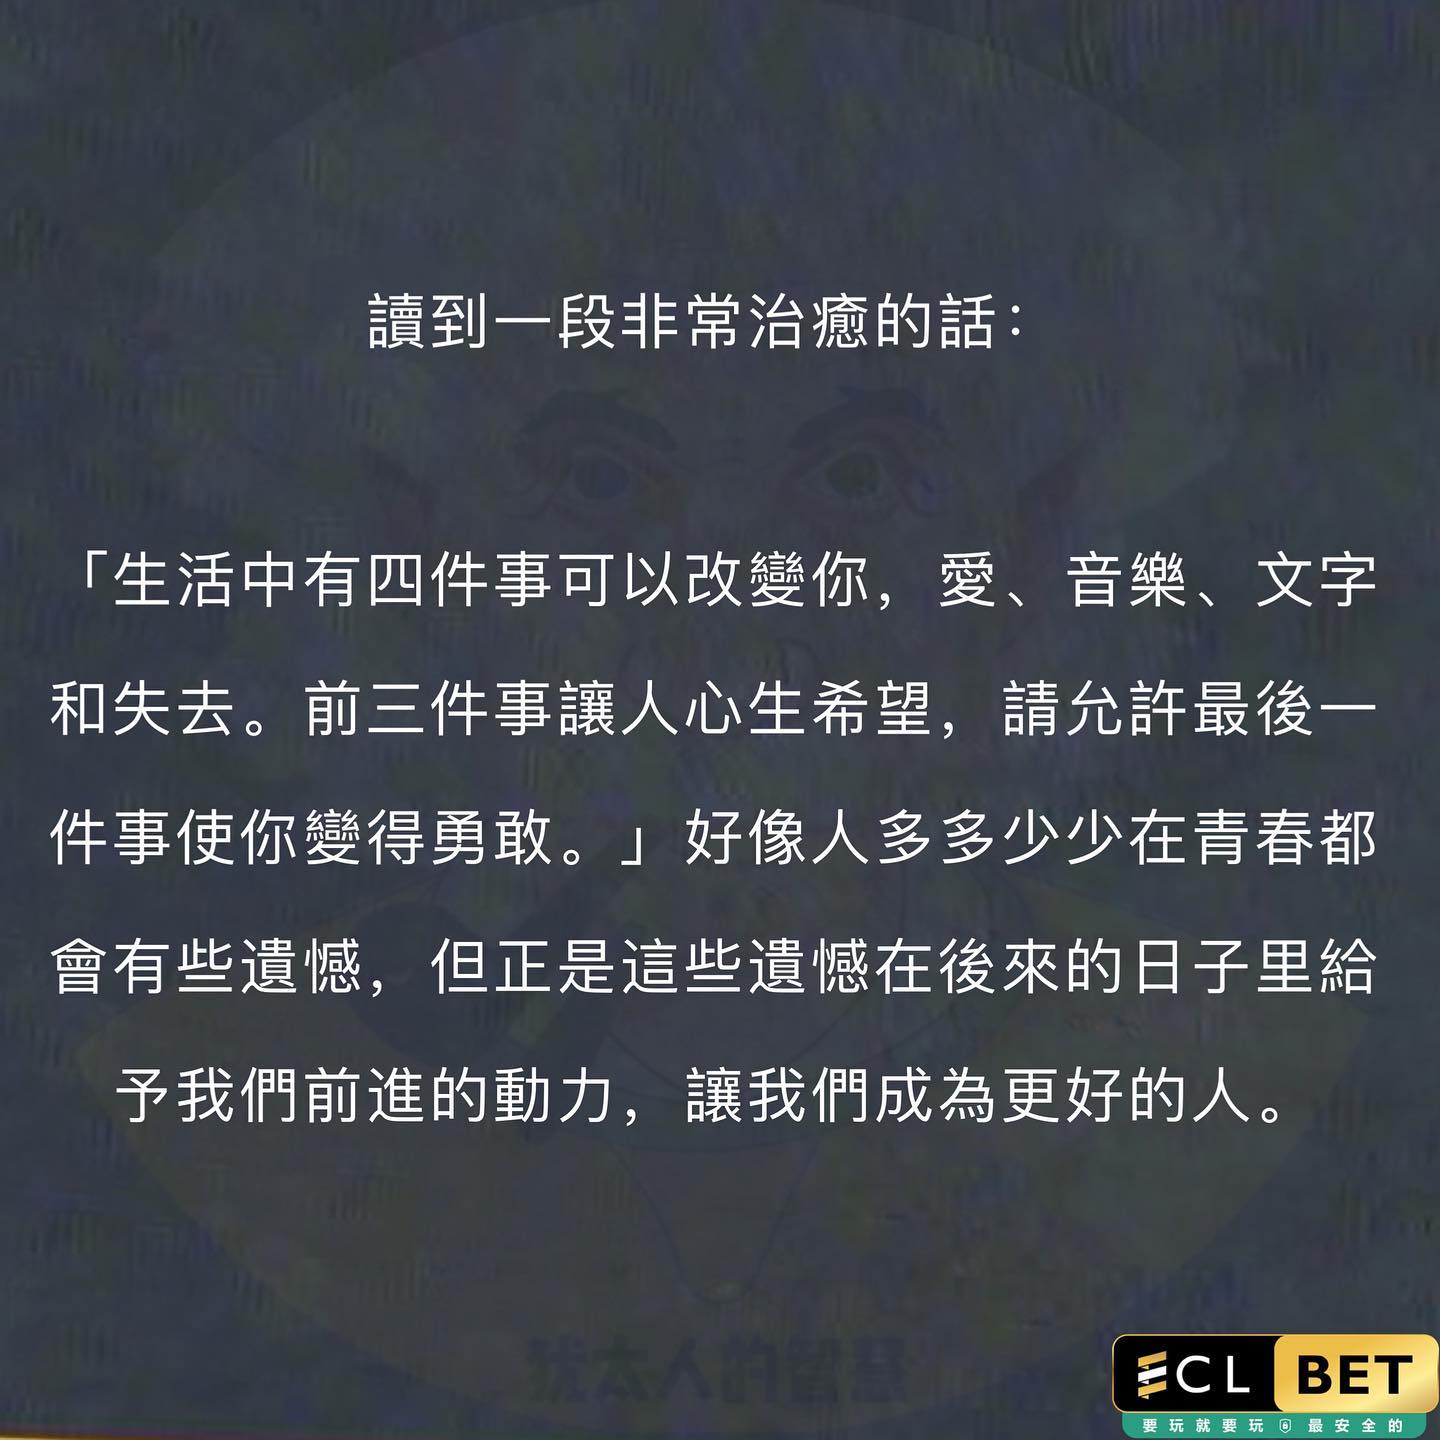 讀到一段非常治癒的話：
「生活中有四件事可以改變你，愛、音樂、文字
和失去。前三件事讓人心生希望，請允許最後一
件事使你變得勇敢。」好像人多多少少在青春都
會有些遺憾，但正是這些遺憾在後來的日子里給
予我們前進的動力，讓我們成為更好的人。
猶太人的智慧
ECL BET
要玩就要玩 最安全的